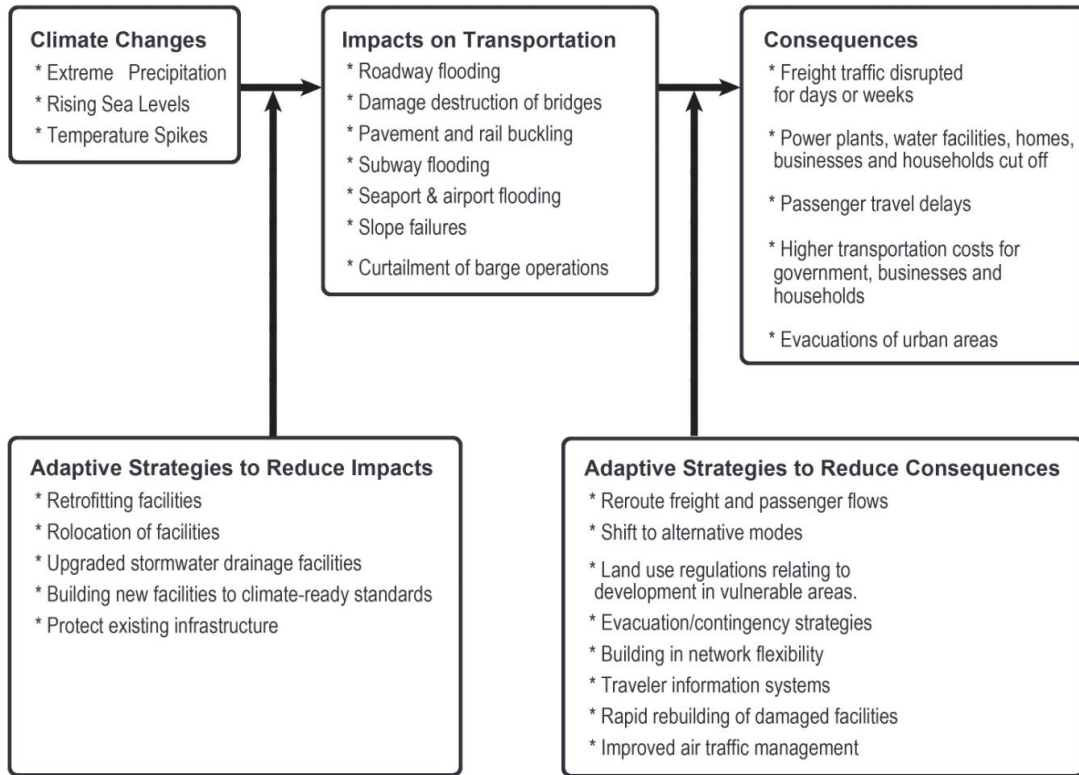 Climate Changes
* Extreme Precipitation
* Rising Sea Levels
* Temperature Spikes
Impacts on Transportation
* Roadway flooding
* Damage destruction of bridges
* Pavement and rail buckling
* Subway flooding
* Seaport & airport flooding
* Slope failures
* Curtailment of barge operations
Consequences
* Freight traffic disrupted
for days or weeks
* Power plants, water facilities, homes,
businesses and households cut off
* Passenger travel delays
* Higher transportation costs for
government, businesses and
households
* Evacuations of urban areas
Adaptive Strategies to Reduce Impacts
* Retrofitting facilities
* Rolocation of facilities
* Upgraded stormwater drainage facilities
* Building new facilities to climate-ready standards
* Protect existing infrastructure
Adaptive Strategies to Reduce Consequences
* Reroute freight and passenger flows
* Shift to alternative modes
* Land use regulations relating to
development in vulnerable areas.
* Evacuation/contingency strategies
* Building in network flexibility
* Traveler information systems
* Rapid rebuilding of damaged facilities
* Improved air traffic management